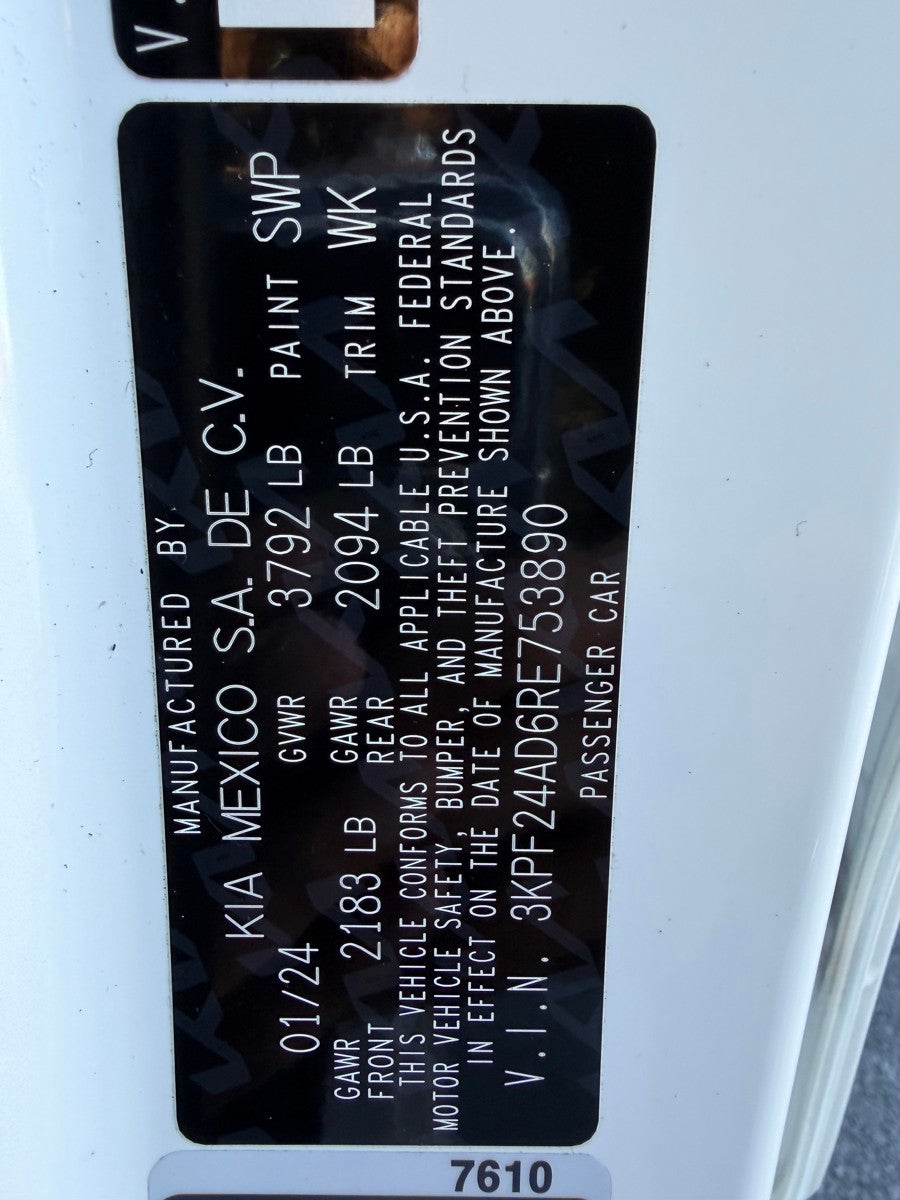 V.
MANUFACTURED BY
KIA MEXICO S.A. DE C.V.
01/24 GVWR 3792 LB PAINT SWP
GAWR FRONT 2183 LB GAWR REAR 2094 LB TRIM WK
THIS VEHICLE CONFORMS TO ALL APPLICABLE U.S.A. FEDERAL
MOTOR VEHICLE SAFETY, BUMPER, AND THEFT PREVENTION STANDARDS
IN EFFECT ON THE DATE OF MANUFACTURE SHOWN ABOVE.
V.I.N. 3KPF24AD6RE753890
PASSENGER CAR
7610